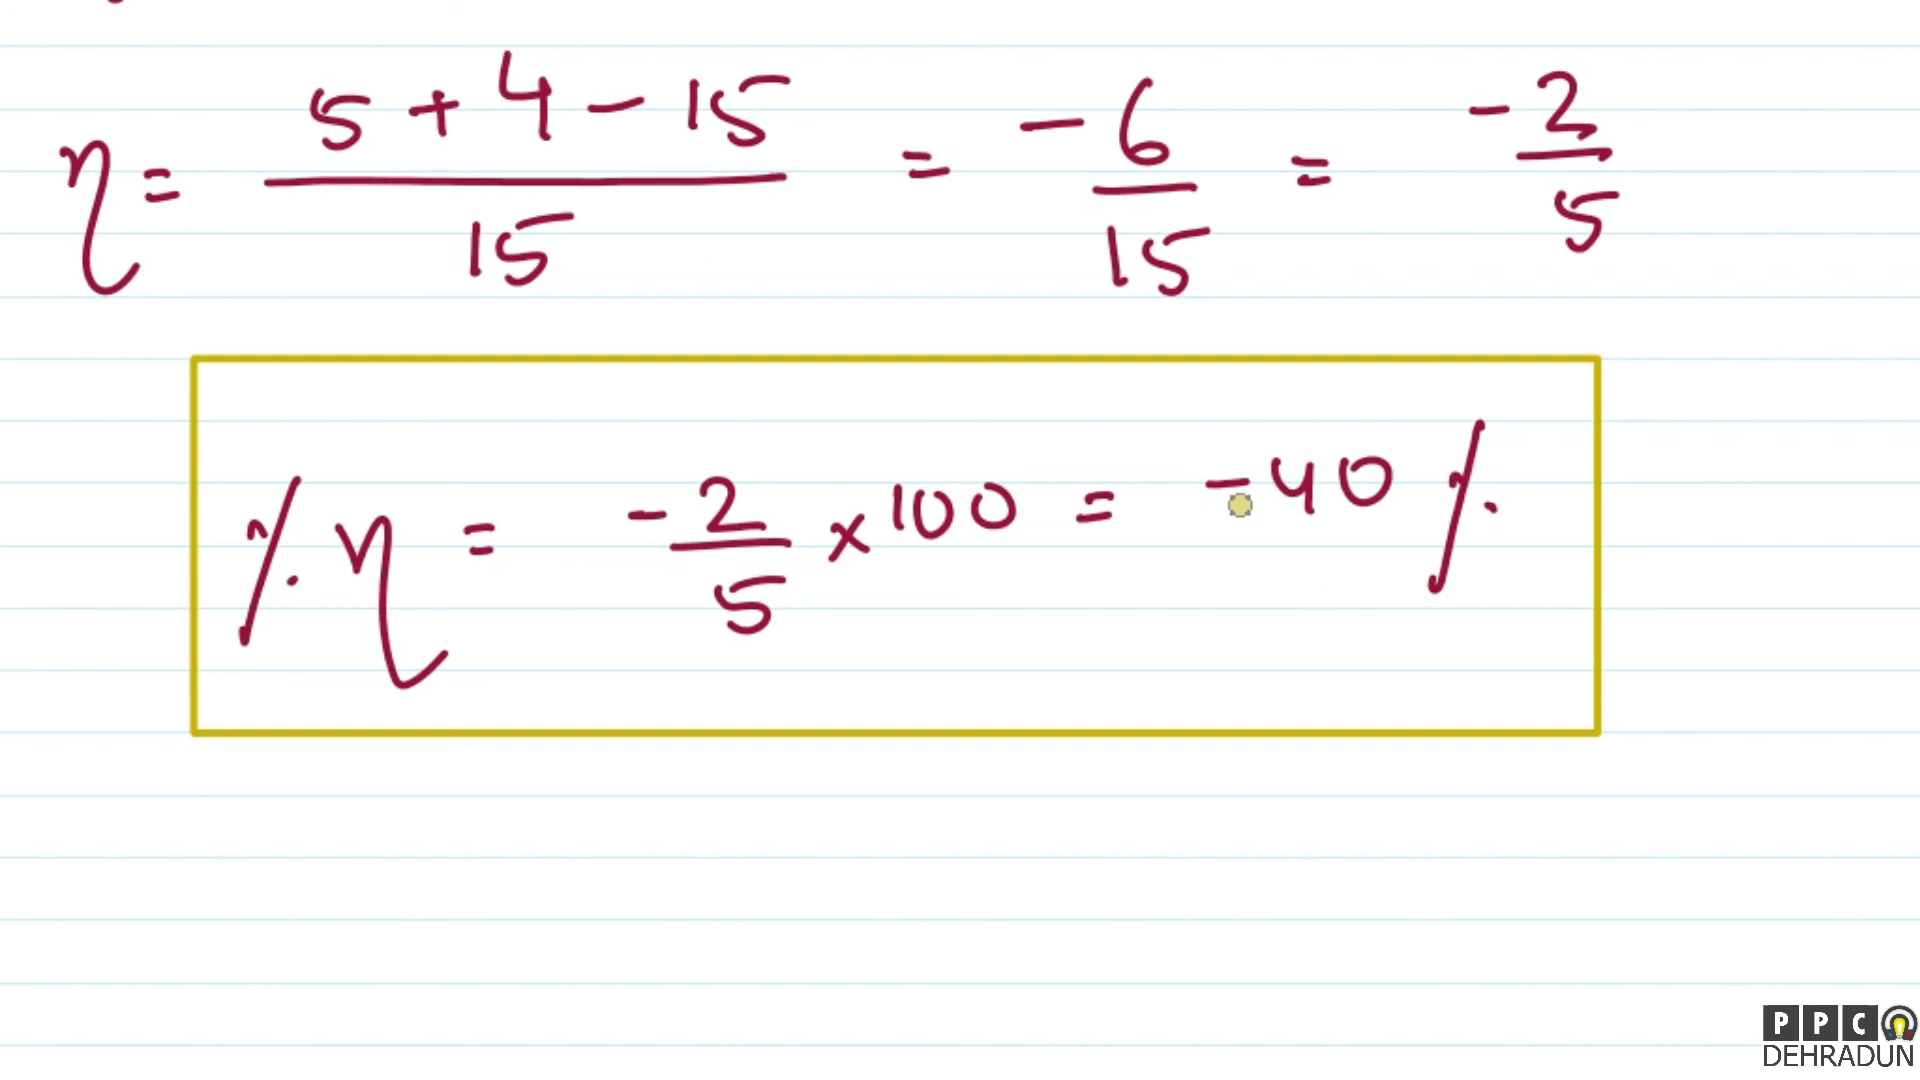 η = 5 + 4 - 15 / 15 = -6 / 15 = -2 / 5
% η = -2 / 5 × 100 = -40 %
PPC
DEHRADUN